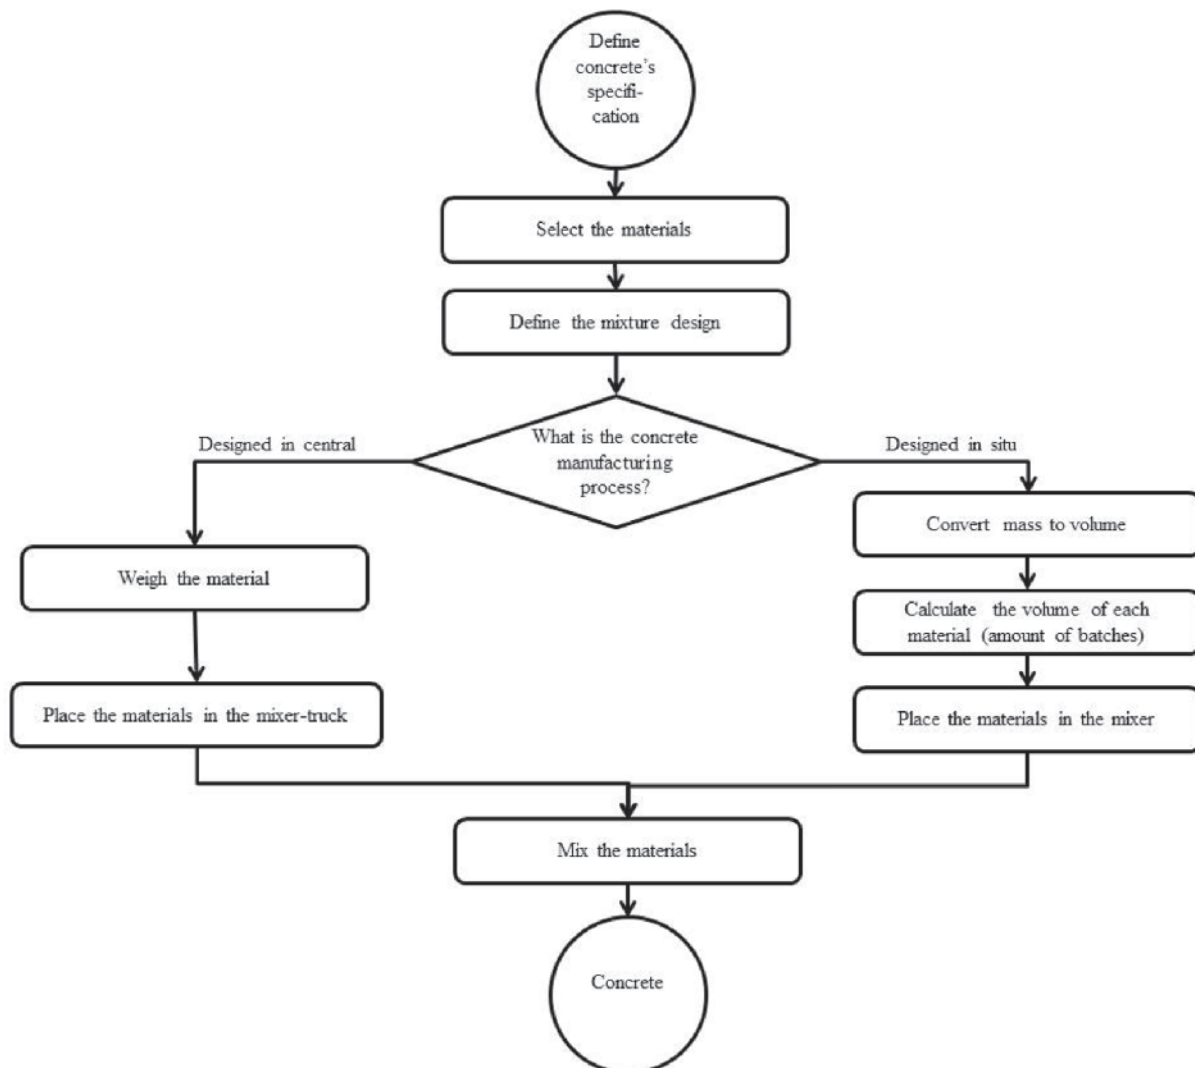 Define
concrete's
specifi-
cation
Select the materials
Define the mixture design
What is the concrete
manufacturing
process?
Designed in central
Designed in situ
Weigh the material
Place the materials in the mixer-truck
Convert mass to volume
Calculate the volume of each
material (amount of batches)
Place the materials in the mixer
Mix the materials
Concrete